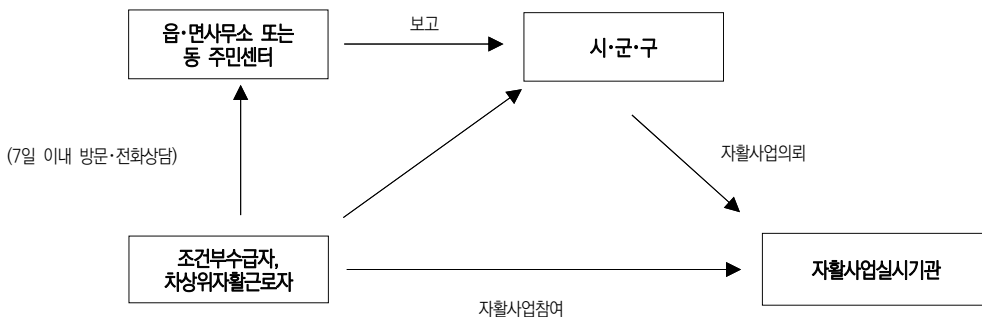 읍·면사무소 또는
동 주민센터
보고
시·군·구
(7일 이내 방문·전화상담)
자활사업의뢰
조건부수급자,
차상위자활근로자
자활사업실시기관
자활사업참여